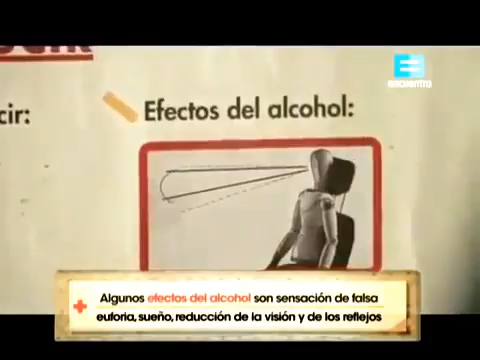 encuentro
cir:
Efectos del alcohol:
Algunos efectos del alcohol son sensación de falsa
euforia, sueño, reducción de la visión y de los reflejos